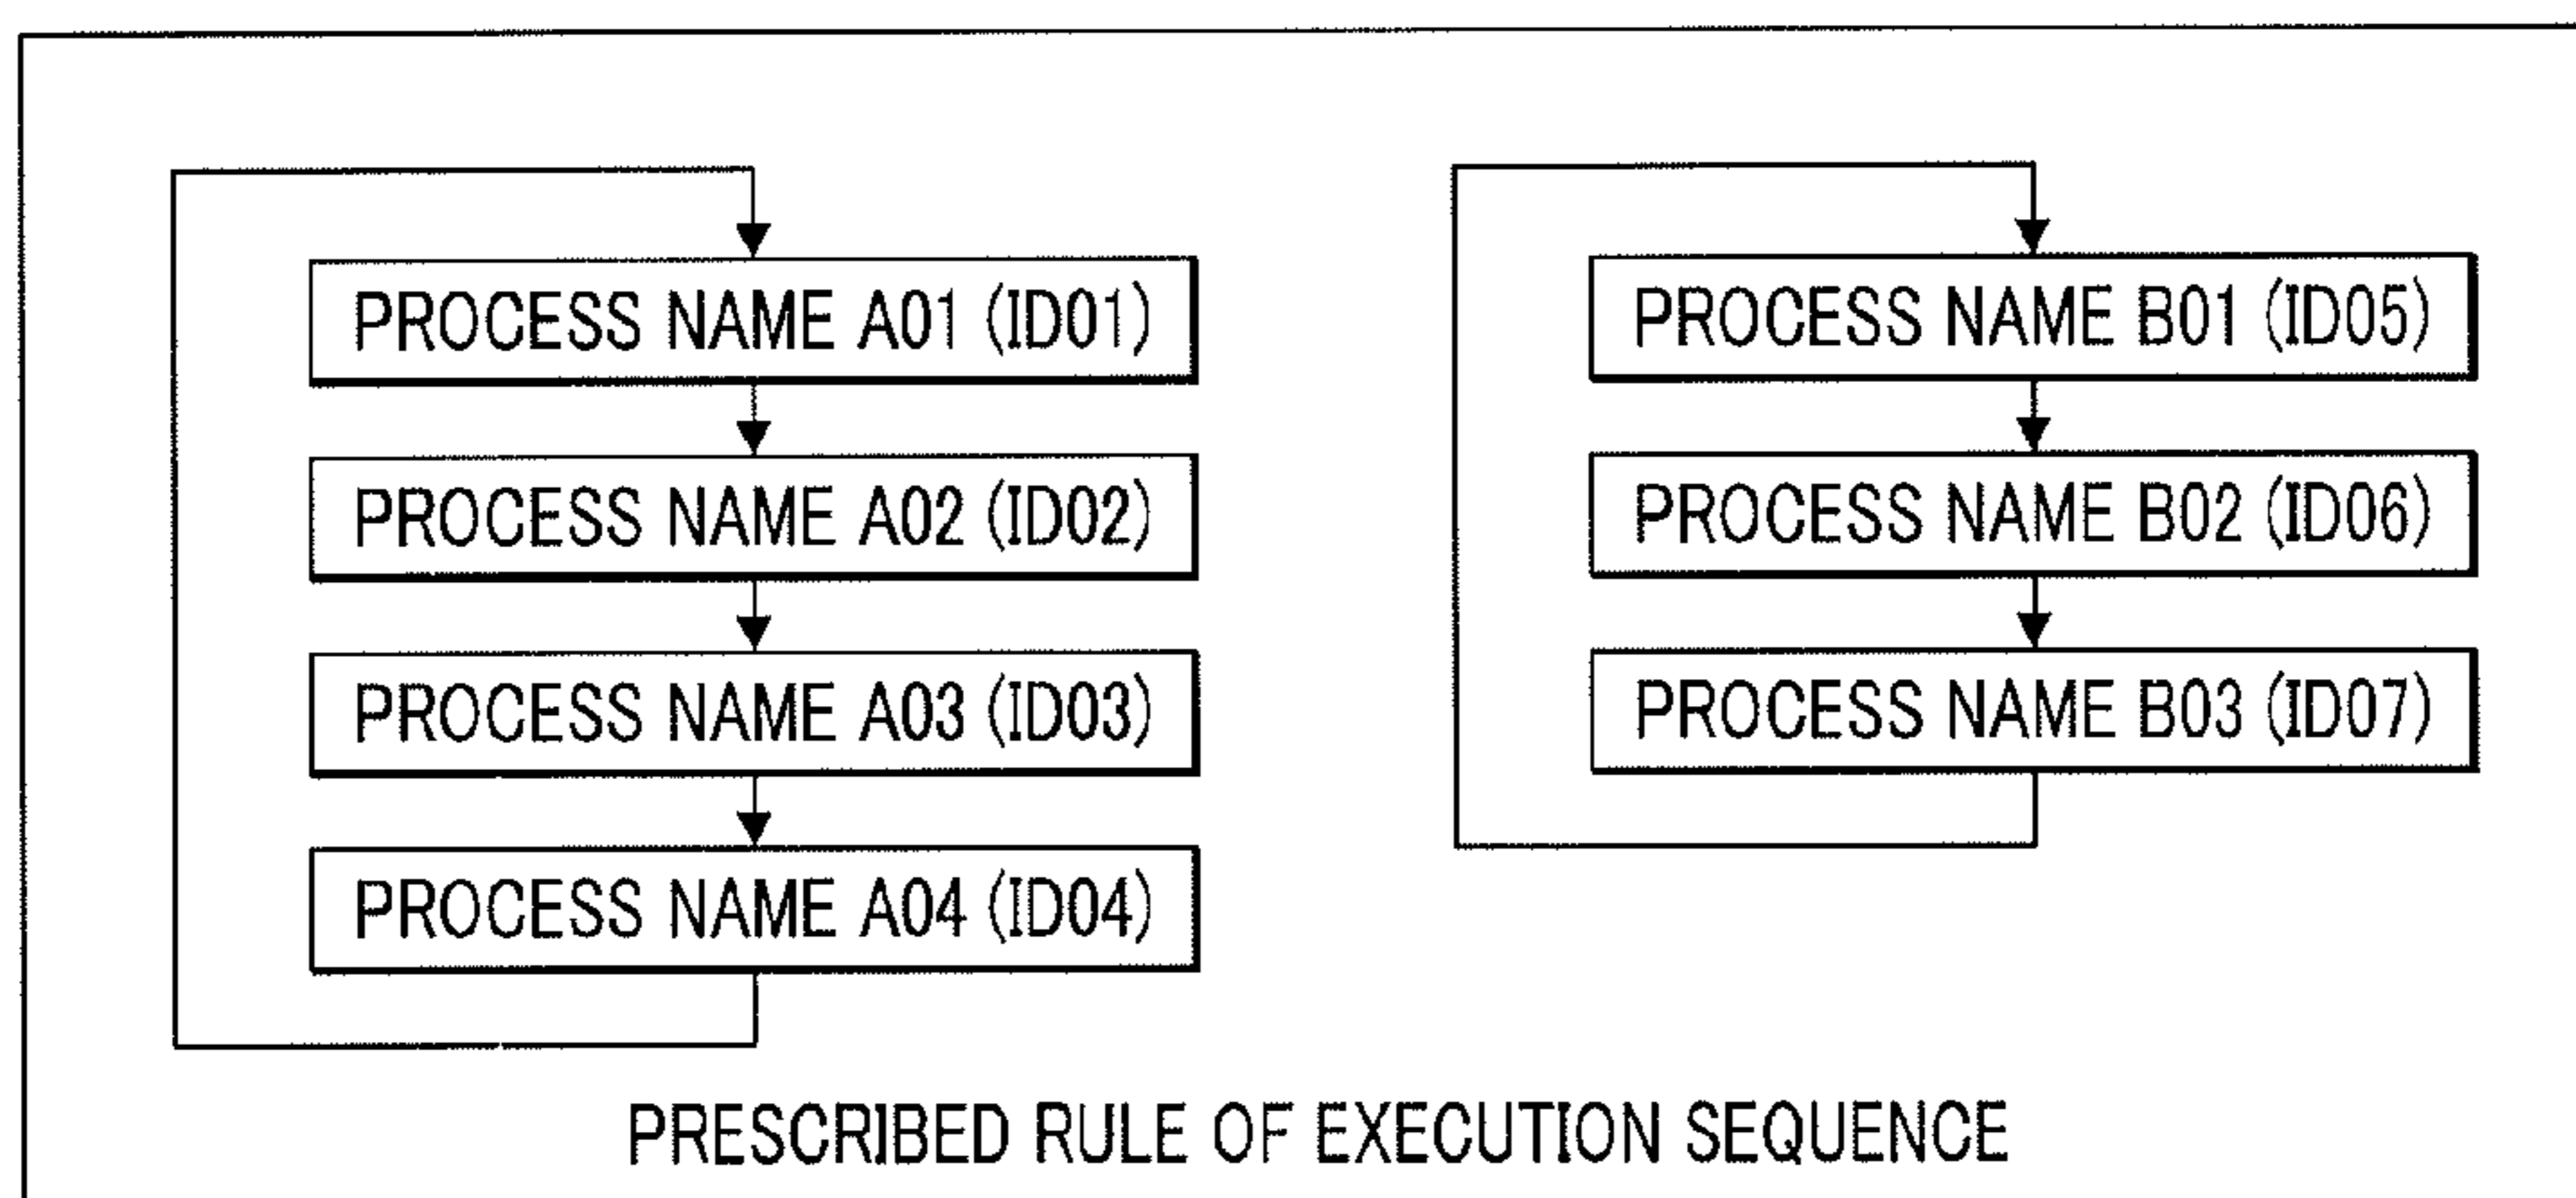 PROCESS NAME A01 (ID01)
PROCESS NAME A02 (ID02)
PROCESS NAME A03 (ID03)
PROCESS NAME A04 (ID04)
PROCESS NAME B01 (ID05)
PROCESS NAME B02 (ID06)
PROCESS NAME B03 (ID07)
PRESCRIBED RULE OF EXECUTION SEQUENCE